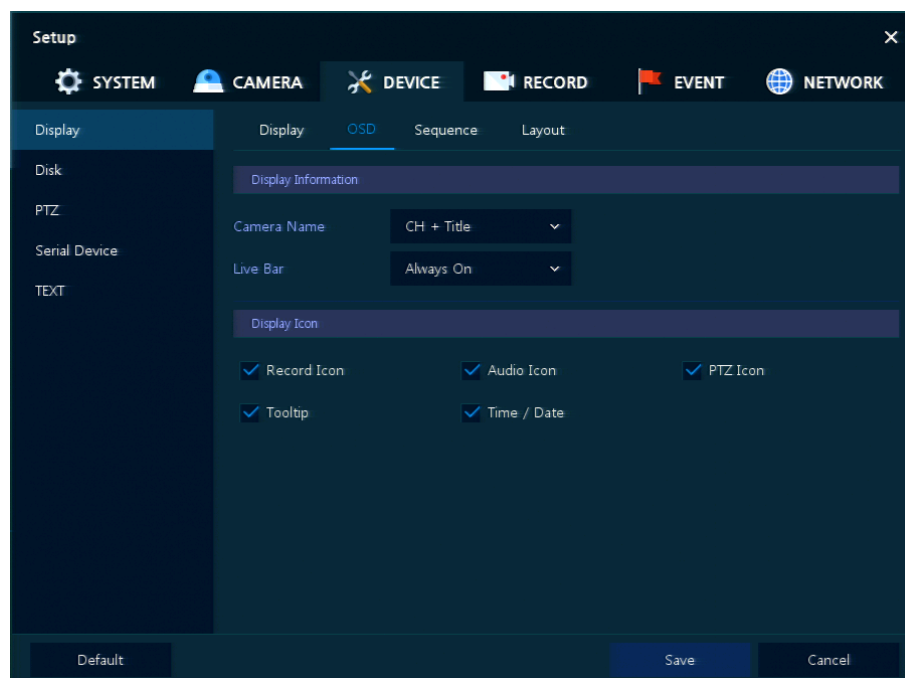 Setup
SYSTEM CAMERA DEVICE RECORD EVENT NETWORK
Display
Disk
PTZ
Serial Device
TEXT
Display OSD Sequence Layout
Display Information
Camera Name CH + Title
Live Bar Always On
Display Icon
Record Icon Audio Icon PTZ Icon
Tooltip Time / Date
Default Save Cancel